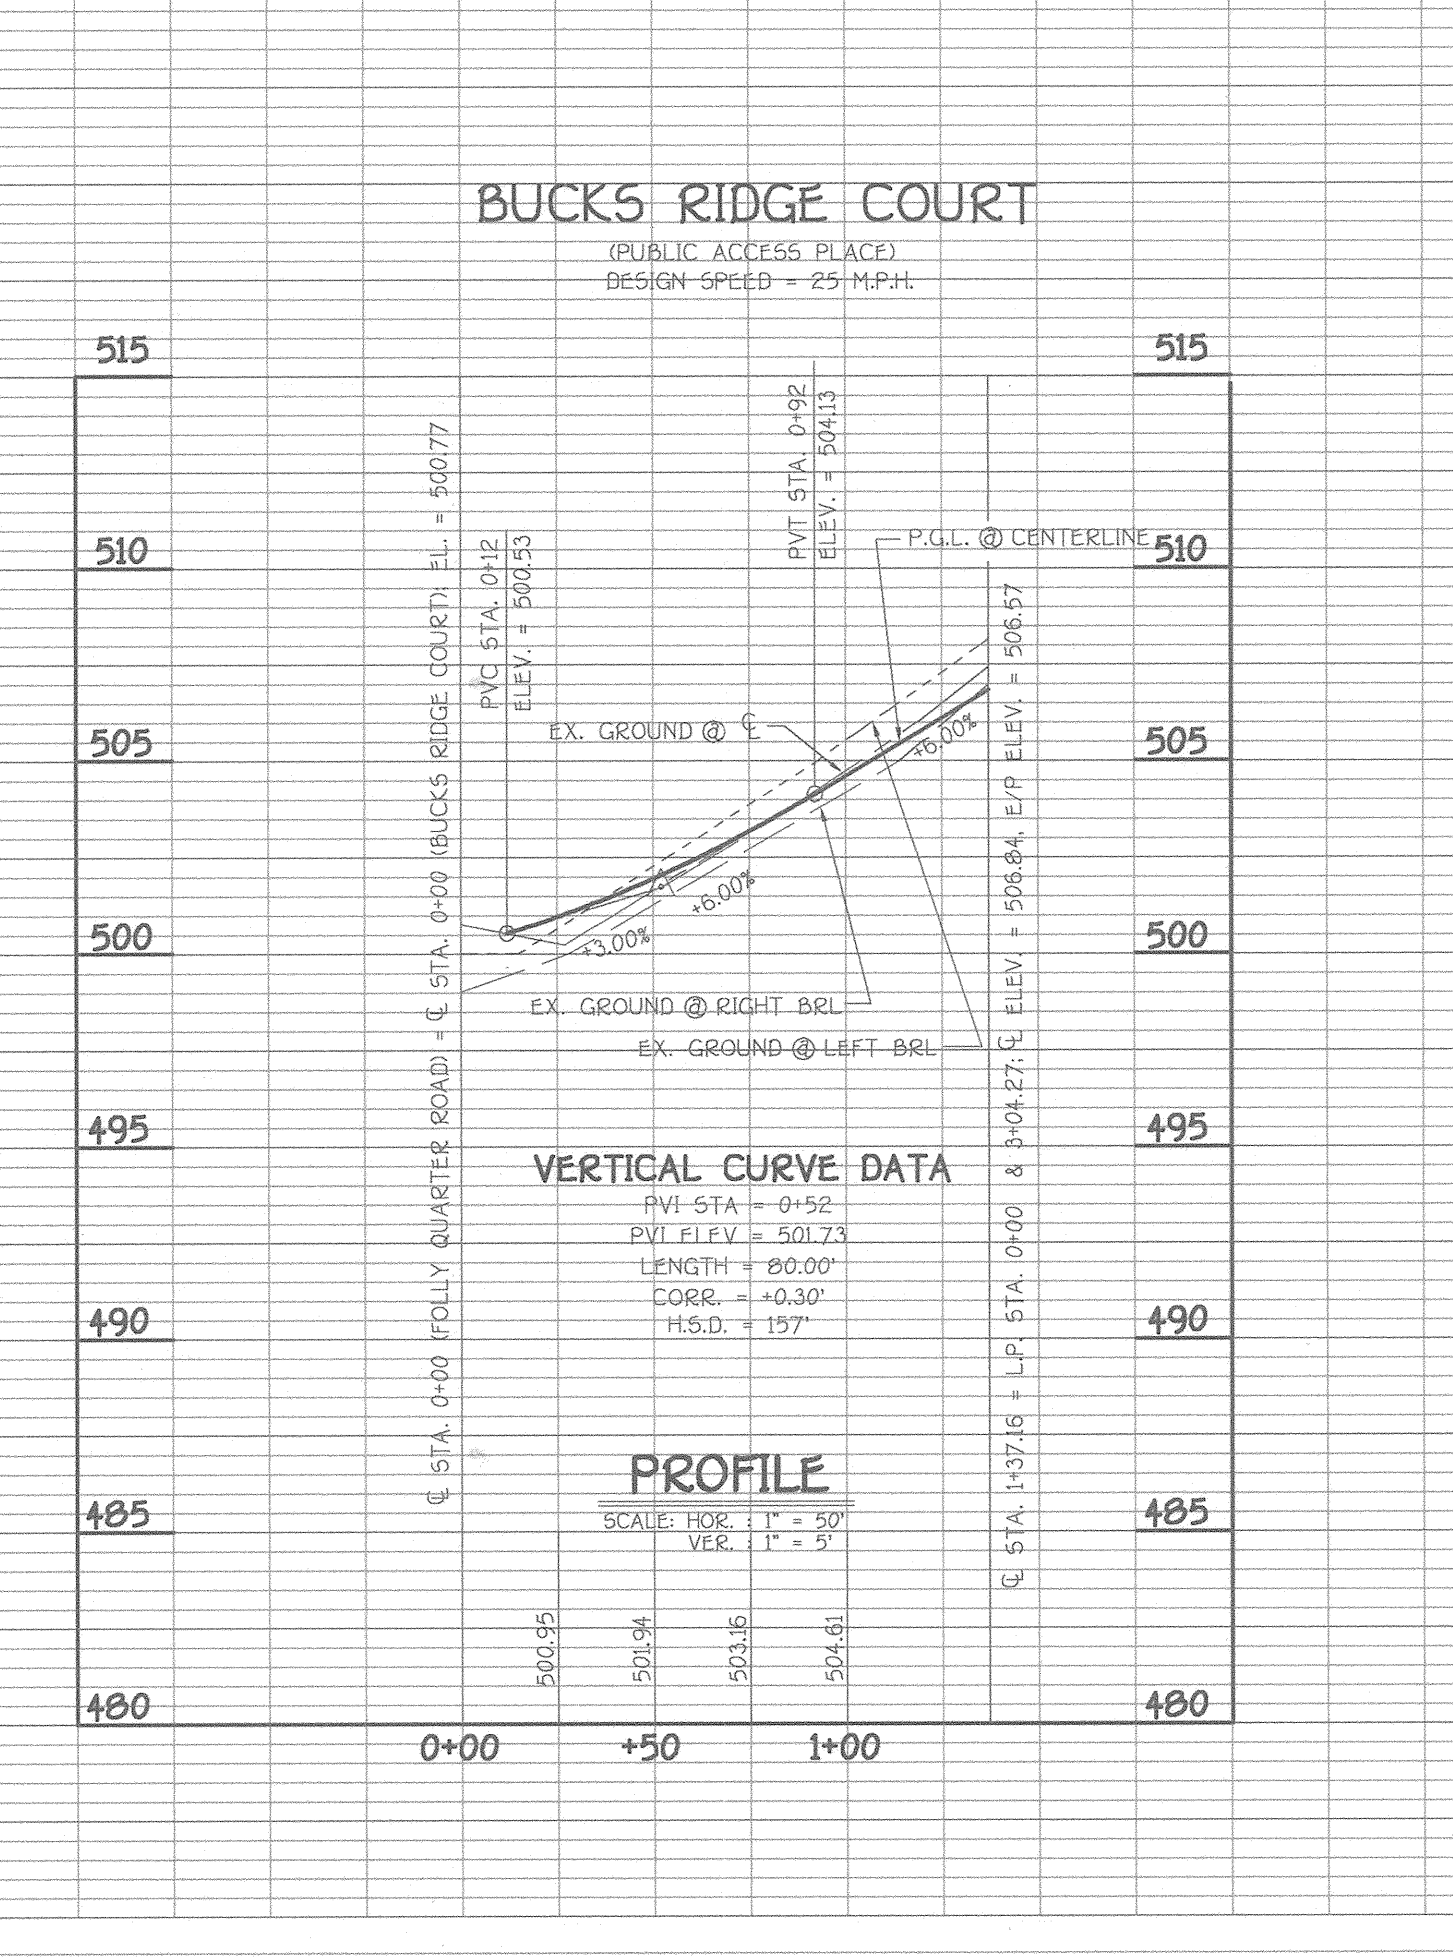 BUCKS RIDGE COURT
(PUBLIC ACCESS PLACE)
DESIGN SPEED = 25 M.P.H.
515
515
510
510
505
505
500
500
495
495
490
490
485
485
480
480
℄ STA. 0+00 (FOLLY QUARTER ROAD) = ℄ STA. 0+00 (BUCKS RIDGE COURT); EL. = 500.77
PVC STA. 0+12
ELEV. = 500.53
PVT STA. 0+92
ELEV. = 504.13
P.G.L. @ CENTERLINE
EX. GROUND @ ℄
+6.00%
+6.00%
+3.00%
EX. GROUND @ RIGHT BRL
EX. GROUND @ LEFT BRL
℄ STA. 1+37.16 = L.P. STA. 0+00 & 3+04.27; ℄ ELEV. = 506.84, E/P ELEV. = 506.57
VERTICAL CURVE DATA
PVI STA = 0+52
PVI ELEV = 501.73
LENGTH = 80.00'
CORR. = +0.30'
H.S.D. = 157'
PROFILE
SCALE: HOR. : 1" = 50'
VER. : 1" = 5'
500.95
501.94
503.16
504.61
0+00
+50
1+00